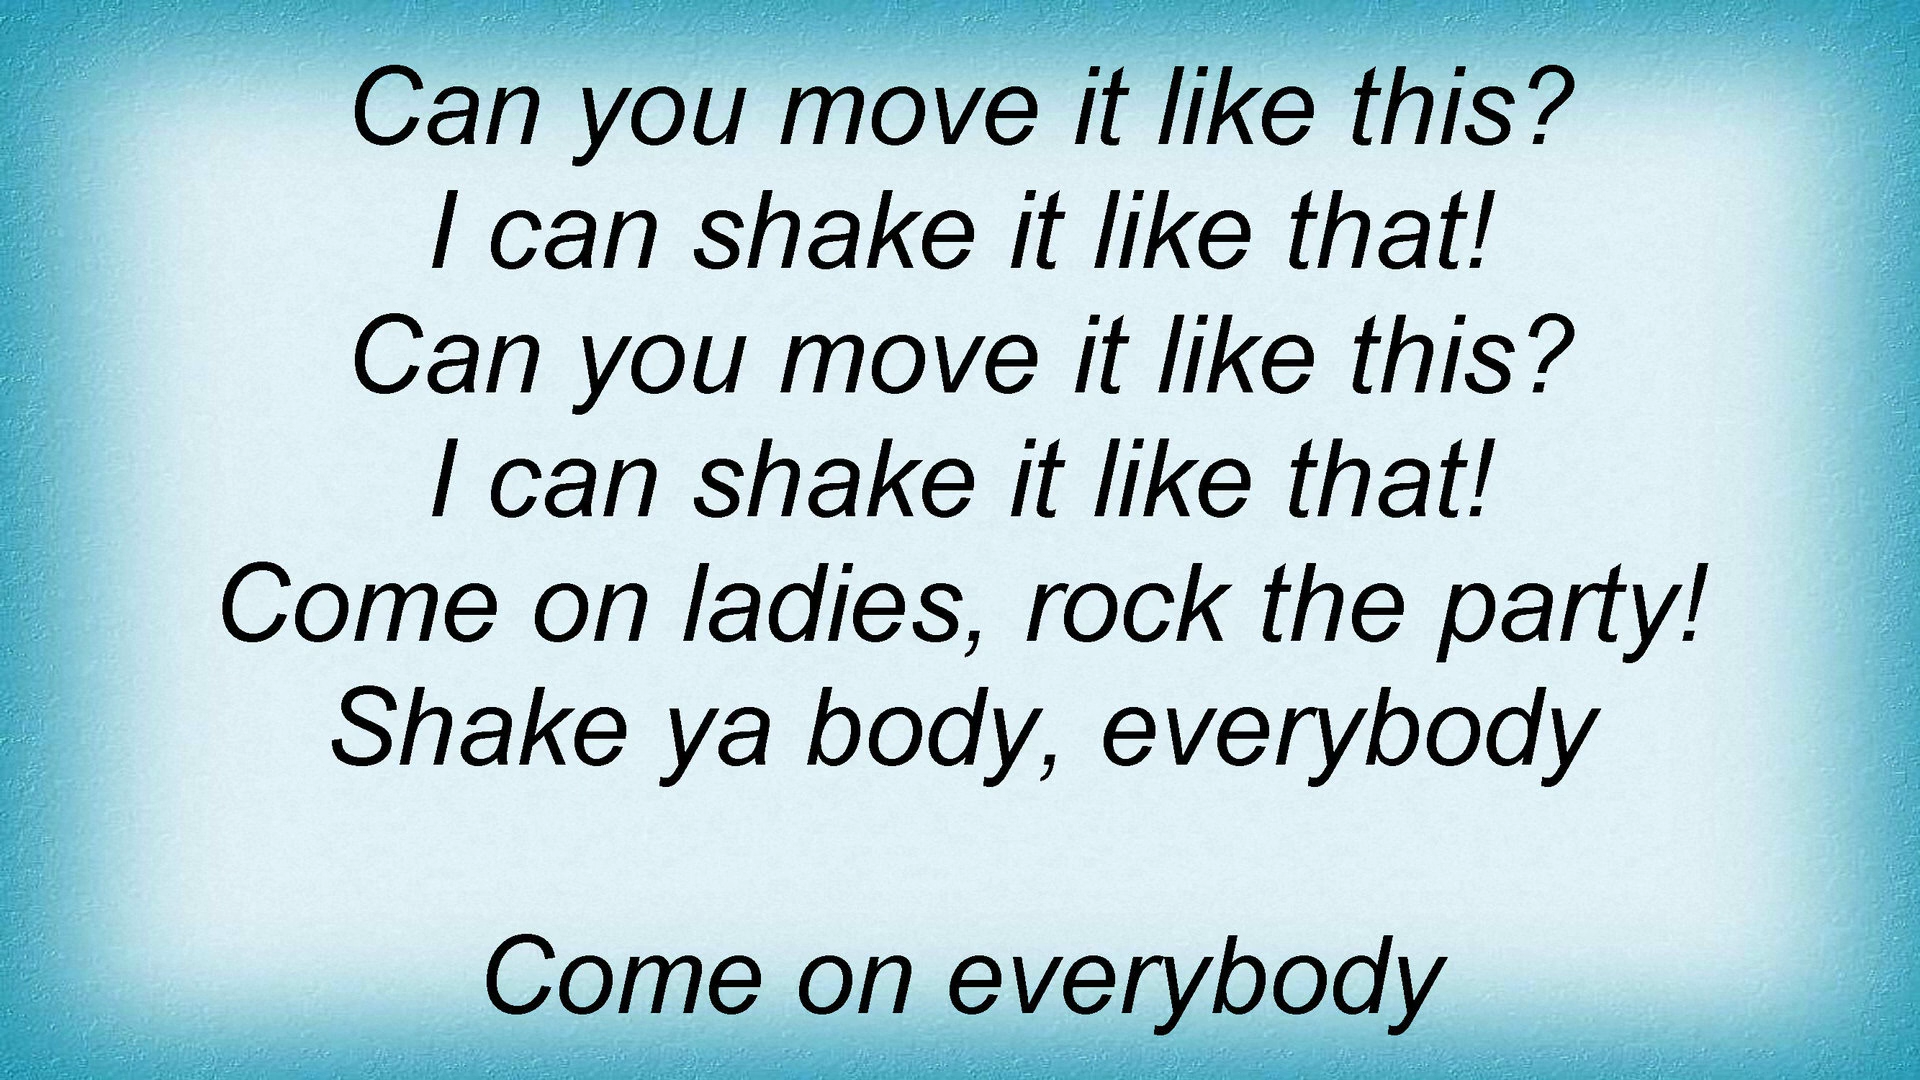 Can you move it like this?
I can shake it like that!
Can you move it like this?
I can shake it like that!
Come on ladies, rock the party!
Shake ya body, everybody
Come on everybody